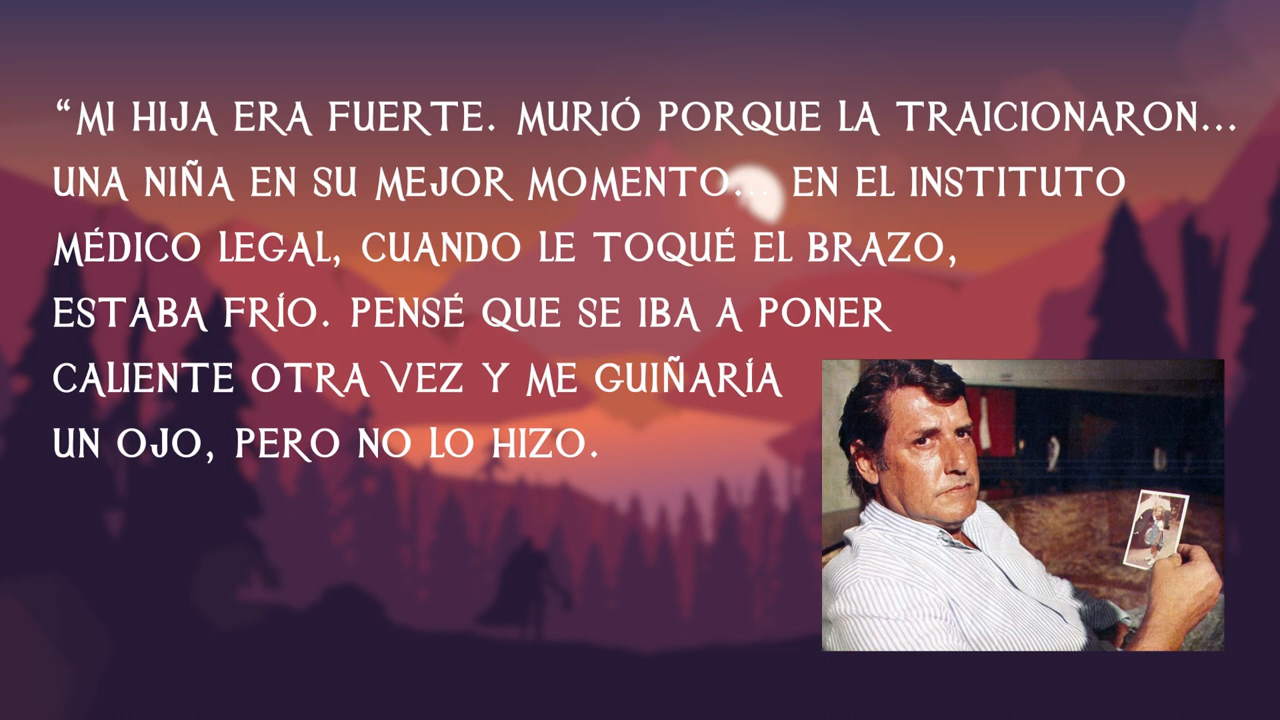 “MI HIJA ERA FUERTE. MURIÓ PORQUE LA TRAICIONARON...
UNA NIÑA EN SU MEJOR MOMENTO... EN EL INSTITUTO
MÉDICO LEGAL, CUANDO LE TOQUÉ EL BRAZO,
ESTABA FRÍO. PENSÉ QUE SE IBA A PONER
CALIENTE OTRA VEZ Y ME GUIÑARÍA
UN OJO, PERO NO LO HIZO.